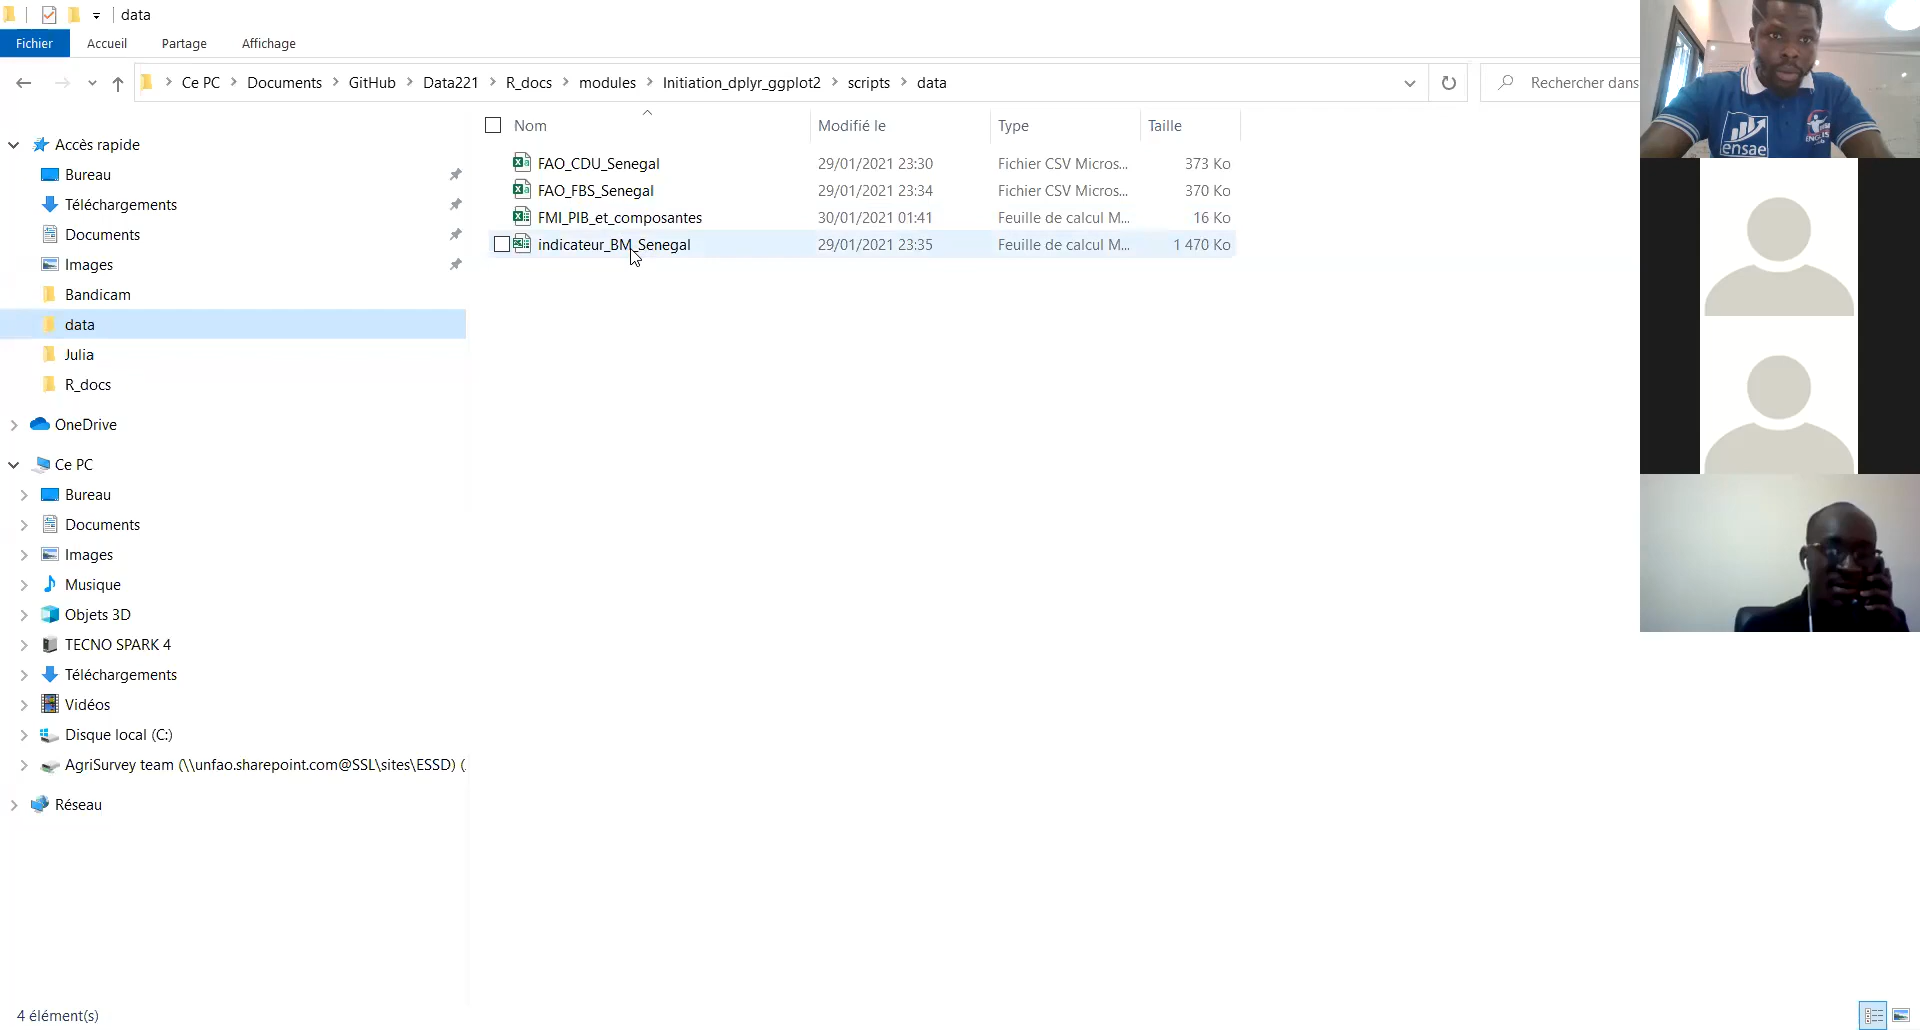 data
Fichier Accueil Partage Affichage
Ce PC Documents GitHub Data221 R_docs modules Initiation_dplyr_ggplot2 scripts data
Rechercher dans
Nom Modifié le Type Taille
FAO_CDU_Senegal 29/01/2021 23:30 Fichier CSV Micros... 373 Ko
FAO_FBS_Senegal 29/01/2021 23:34 Fichier CSV Micros... 370 Ko
FMI_PIB_et_composantes 30/01/2021 01:41 Feuille de calcul M... 16 Ko
indicateur_BM_Senegal 29/01/2021 23:35 Feuille de calcul M... 1 470 Ko
Accès rapide
Bureau
Téléchargements
Documents
Images
Bandicam
data
Julia
R_docs
OneDrive
Ce PC
Bureau
Documents
Images
Musique
Objets 3D
TECNO SPARK 4
Téléchargements
Vidéos
Disque local (C:)
AgriSurvey team (\\unfao.sharepoint.com@SSL\sites\ESSD) (
Réseau
4 élément(s)
ensae